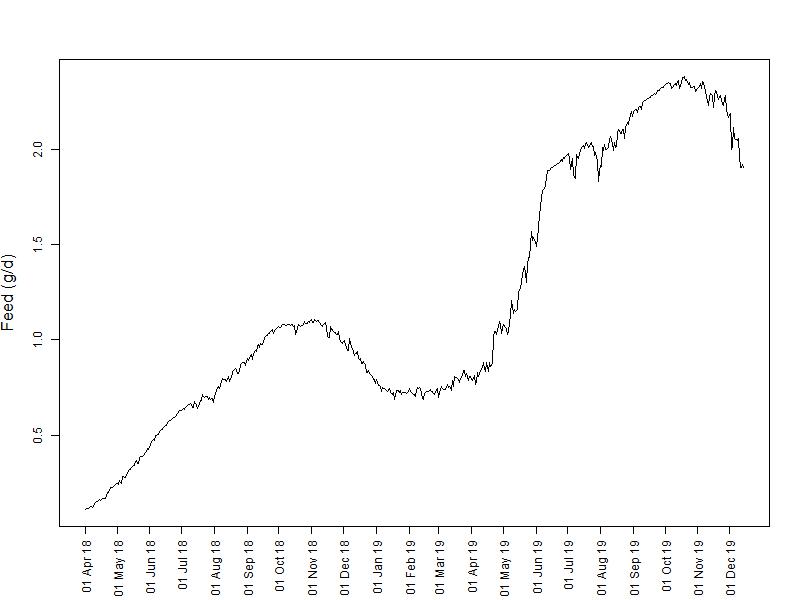 Feed (g/d)
2.0
1.5
1.0
0.5
01 Apr 18
01 May 18
01 Jun 18
01 Jul 18
01 Aug 18
01 Sep 18
01 Oct 18
01 Nov 18
01 Dec 18
01 Jan 19
01 Feb 19
01 Mar 19
01 Apr 19
01 May 19
01 Jun 19
01 Jul 19
01 Aug 19
01 Sep 19
01 Oct 19
01 Nov 19
01 Dec 19